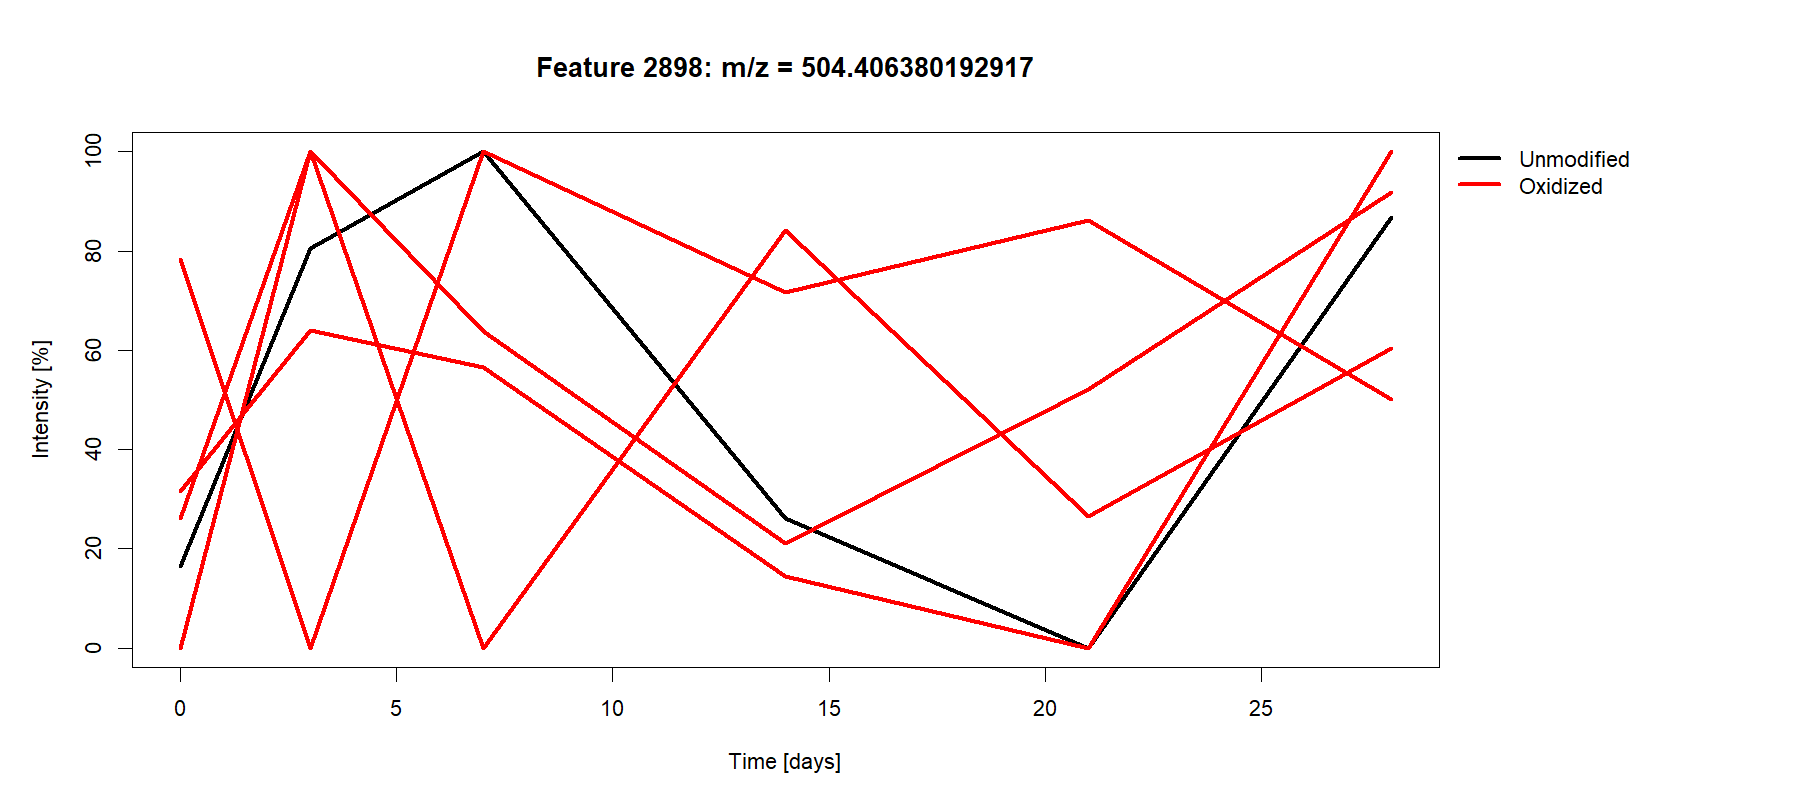 Feature 2898: m/z = 504.406380192917
Unmodified
Oxidized
Intensity [%]
100
80
60
40
20
0
0 5 10 15 20 25
Time [days]